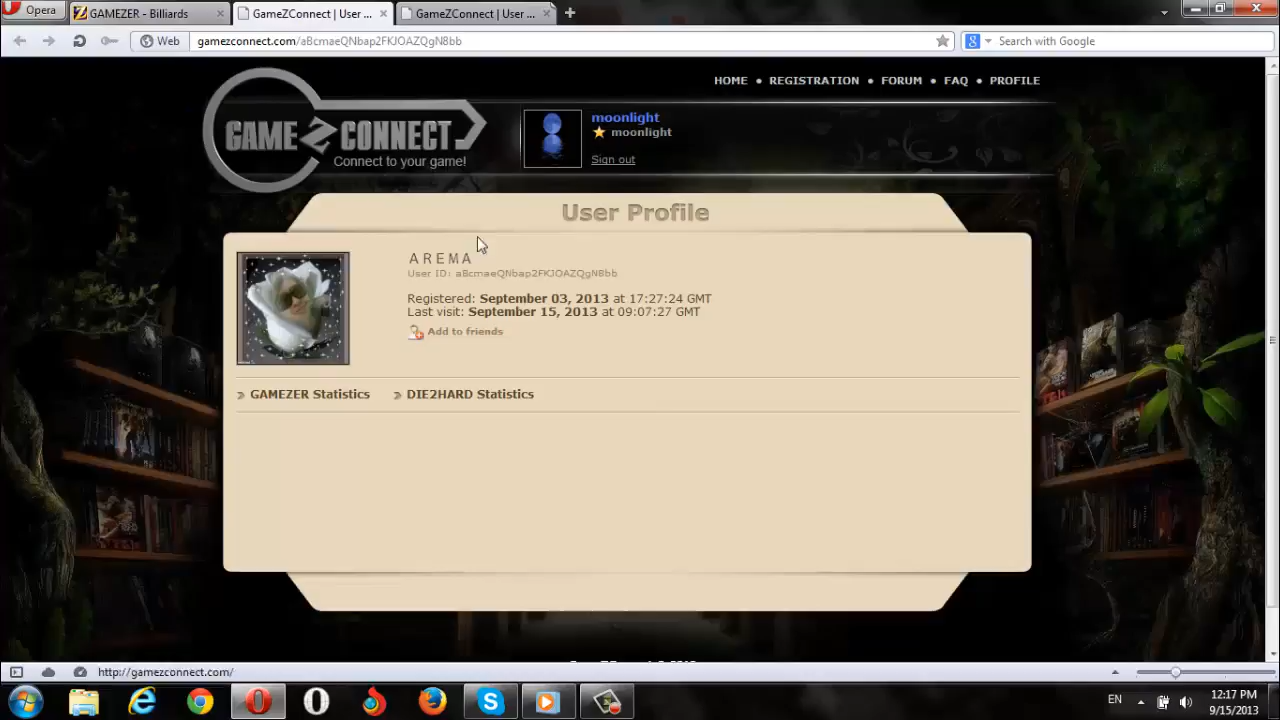 Opera
GAMEZER - Billiards
GameZConnect | User ...
GameZConnect | User ...
Web
gamezconnect.com/aBcmaeQNbap2FKJOAZQgN8bb
Search with Google
HOME • REGISTRATION • FORUM • FAQ • PROFILE
GAME Z CONNECT
Connect to your game!
moonlight
moonlight
Sign out
User Profile
A R E M A
User ID: aBcmaeQNbap2FKJOAZQgN8bb
Registered: September 03, 2013 at 17:27:24 GMT
Last visit: September 15, 2013 at 09:07:27 GMT
Add to friends
GAMEZER Statistics
DIE2HARD Statistics
http://gamezconnect.com/
EN
12:17 PM
9/15/2013